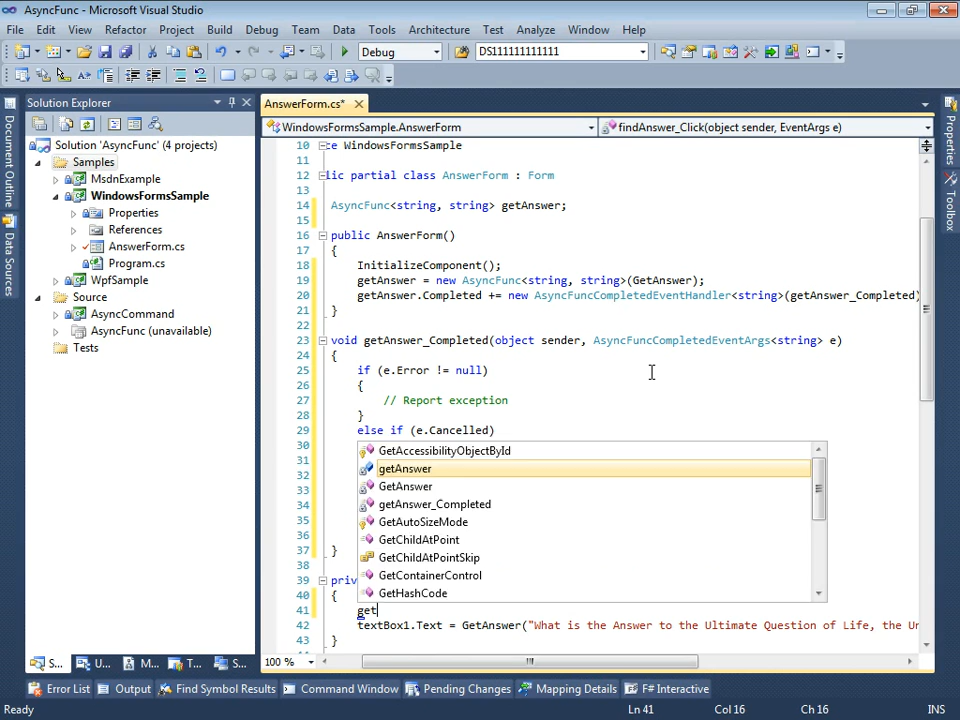 AsyncFunc - Microsoft Visual Studio
File Edit View Refactor Project Build Debug Team Data Tools Architecture Test Analyze Window Help
Debug DS111111111111
Solution Explorer
AnswerForm.cs*
WindowsFormsSample.AnswerForm findAnswer_Click(object sender, EventArgs e)
Document Outline
Data Sources
Properties
Toolbox
Solution 'AsyncFunc' (4 projects)
Samples
MsdnExample
WindowsFormsSample
Properties
References
AnswerForm.cs
Program.cs
WpfSample
Source
AsyncCommand
AsyncFunc (unavailable)
Tests
10 ce WindowsFormsSample
11
12 lic partial class AnswerForm : Form
13
14 AsyncFunc<string, string> getAnswer;
15
16 public AnswerForm()
17 {
18 InitializeComponent();
19 getAnswer = new AsyncFunc<string, string>(GetAnswer);
20 getAnswer.Completed += new AsyncFuncCompletedEventHandler<string>(getAnswer_Completed)
21 }
22
23 void getAnswer_Completed(object sender, AsyncFuncCompletedEventArgs<string> e)
24 {
25 if (e.Error != null)
26 {
27 // Report exception
28 }
29 else if (e.Cancelled)
30
31
32
33
34
35
36
37 }
38
39 priv
40 {
41 get
42 textBox1.Text = GetAnswer("What is the Answer to the Ultimate Question of Life, the Un
43 }
GetAccessibilityObjectById
getAnswer
GetAnswer
getAnswer_Completed
GetAutoSizeMode
GetChildAtPoint
GetChildAtPointSkip
GetContainerControl
GetHashCode
100 %
S... U... M... T... S...
Error List Output Find Symbol Results Command Window Pending Changes Mapping Details F# Interactive
Ready Ln 41 Col 16 Ch 16 INS